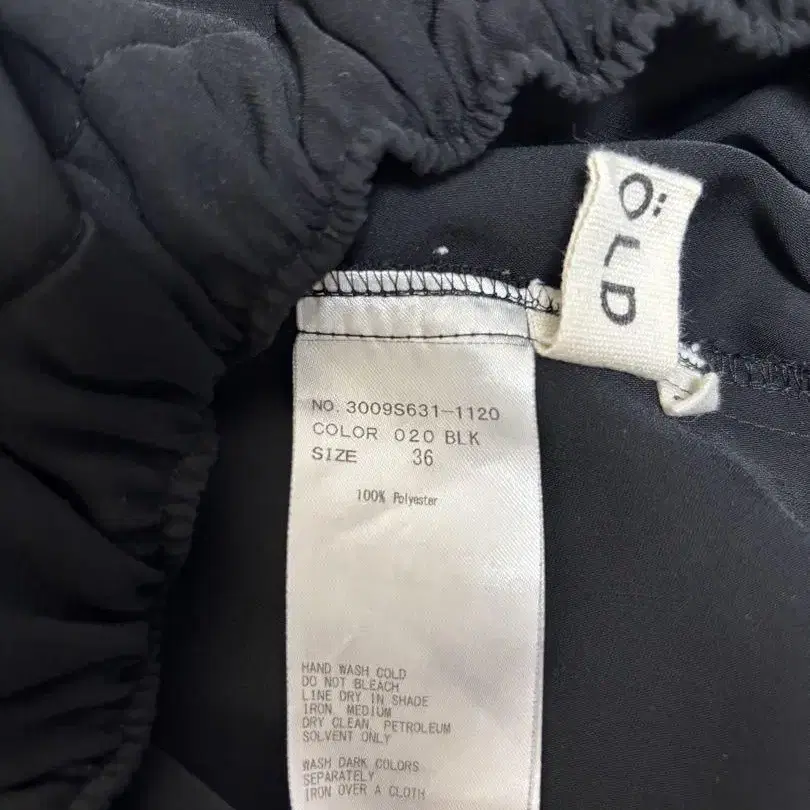 ÖLD
NO. 3009S631-1120
COLOR 020 BLK
SIZE 36
100% Polyester
HAND WASH COLD
DO NOT BLEACH
LINE DRY IN SHADE
IRON, MEDIUM
DRY CLEAN, PETROLEUM
SOLVENT ONLY
WASH DARK COLORS
SEPARATELY
IRON OVER A CLOTH